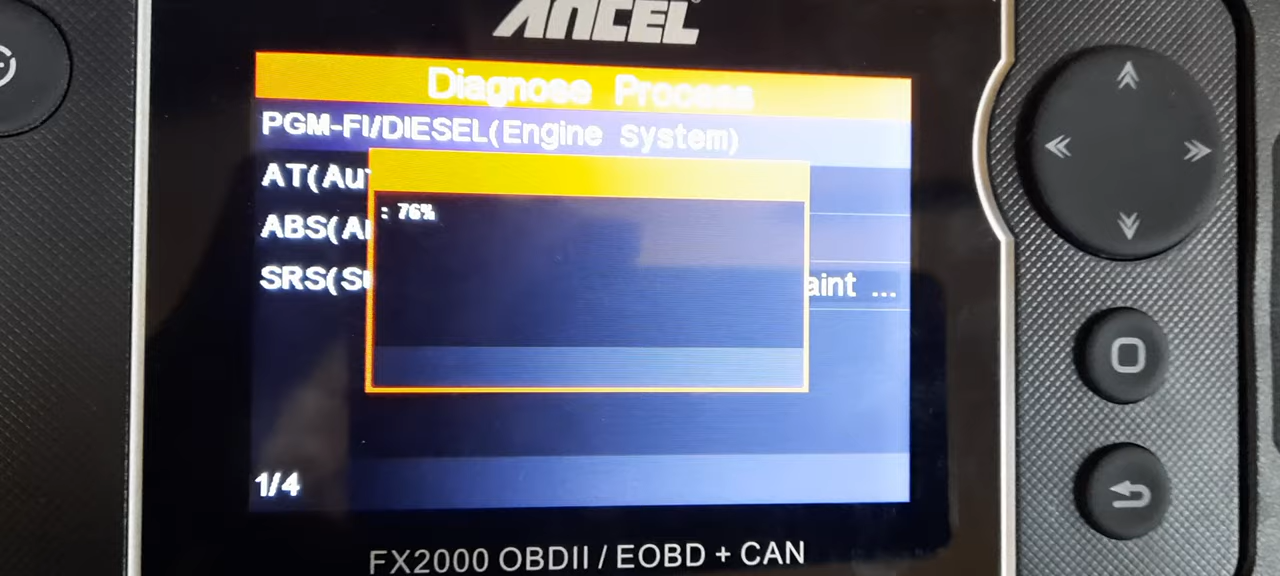 ANCEL
Diagnose Process
PGM-FI/DIESEL(Engine System)
AT(Au
: 76%
ABS(A
SRS(S
aint ...
1/4
FX2000 OBDII / EOBD + CAN